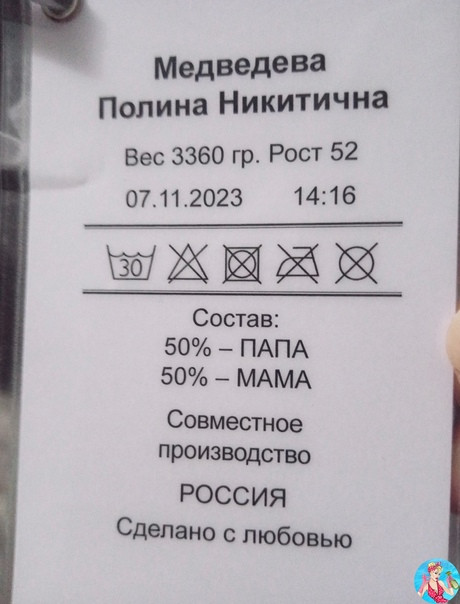 Медведева
Полина Никитична
Вес 3360 гр. Рост 52
07.11.2023 14:16
30
Состав:
50% – ПАПА
50% – МАМА
Совместное
производство
РОССИЯ
Сделано с любовью